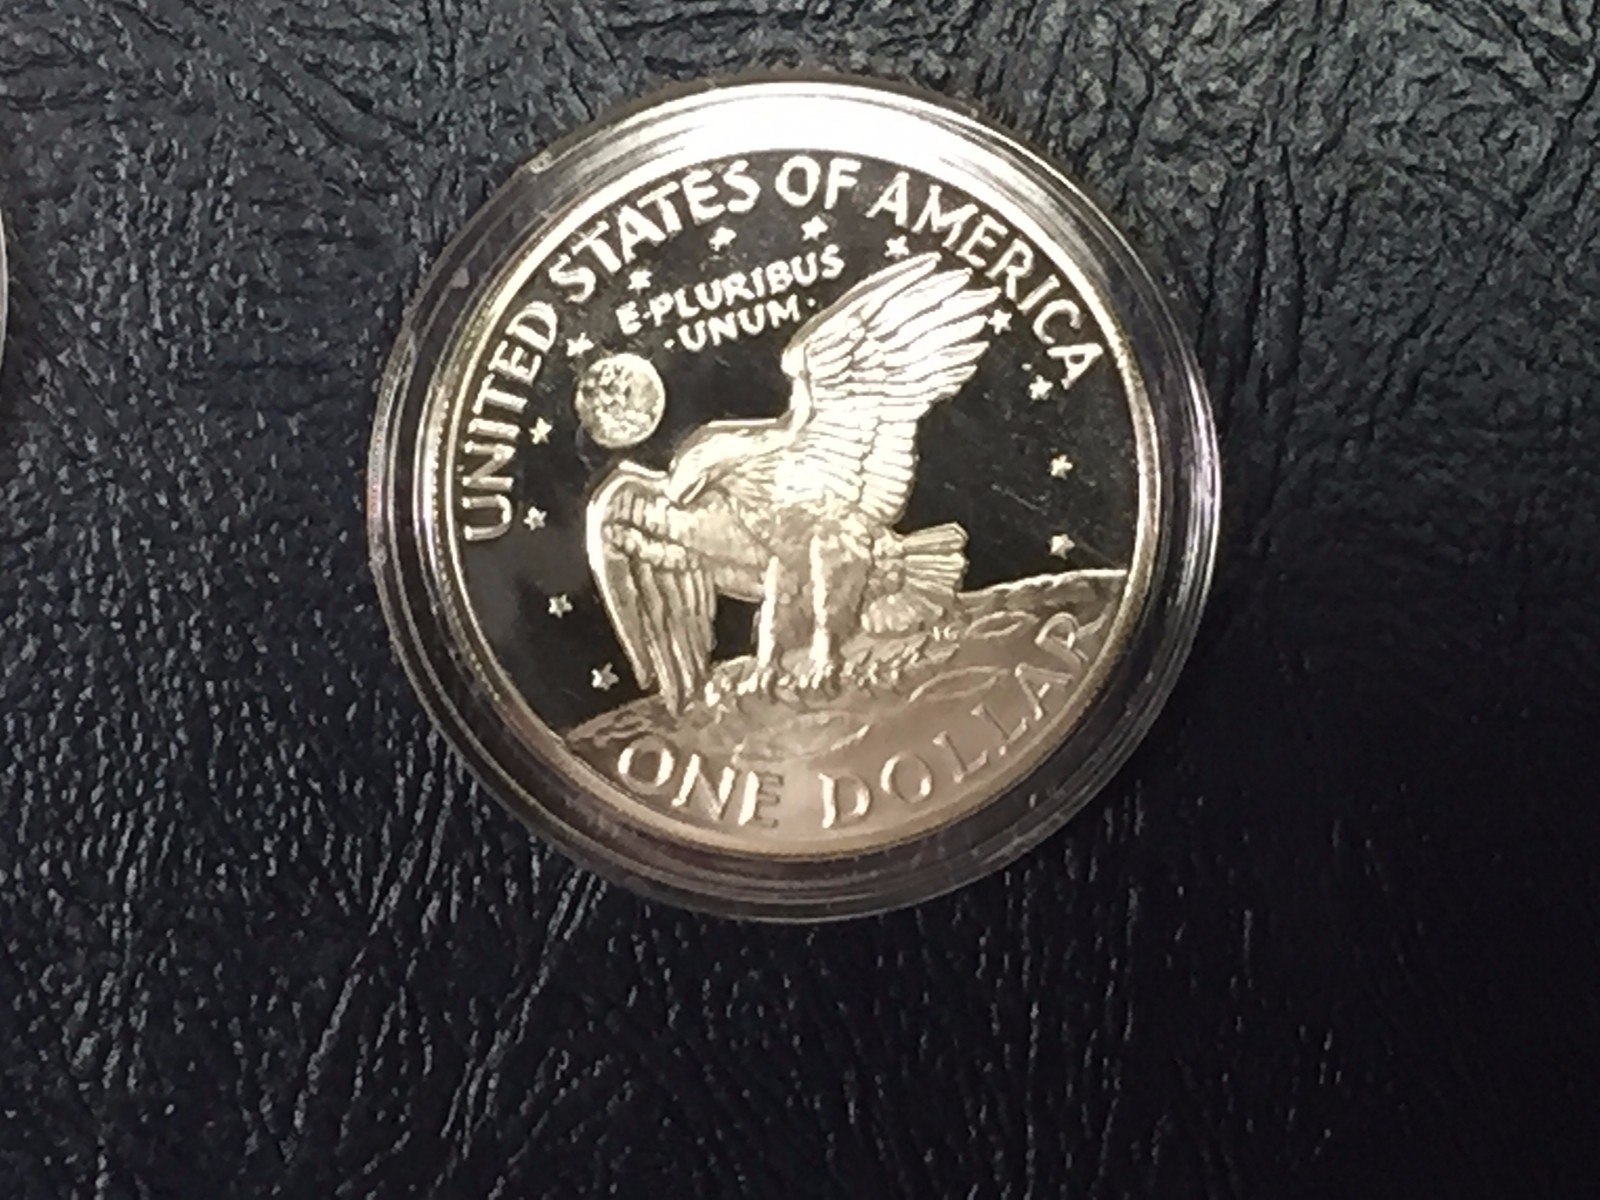 UNITED STATES OF AMERICA
E·PLURIBUS
·UNUM·
ONE DOLLAR